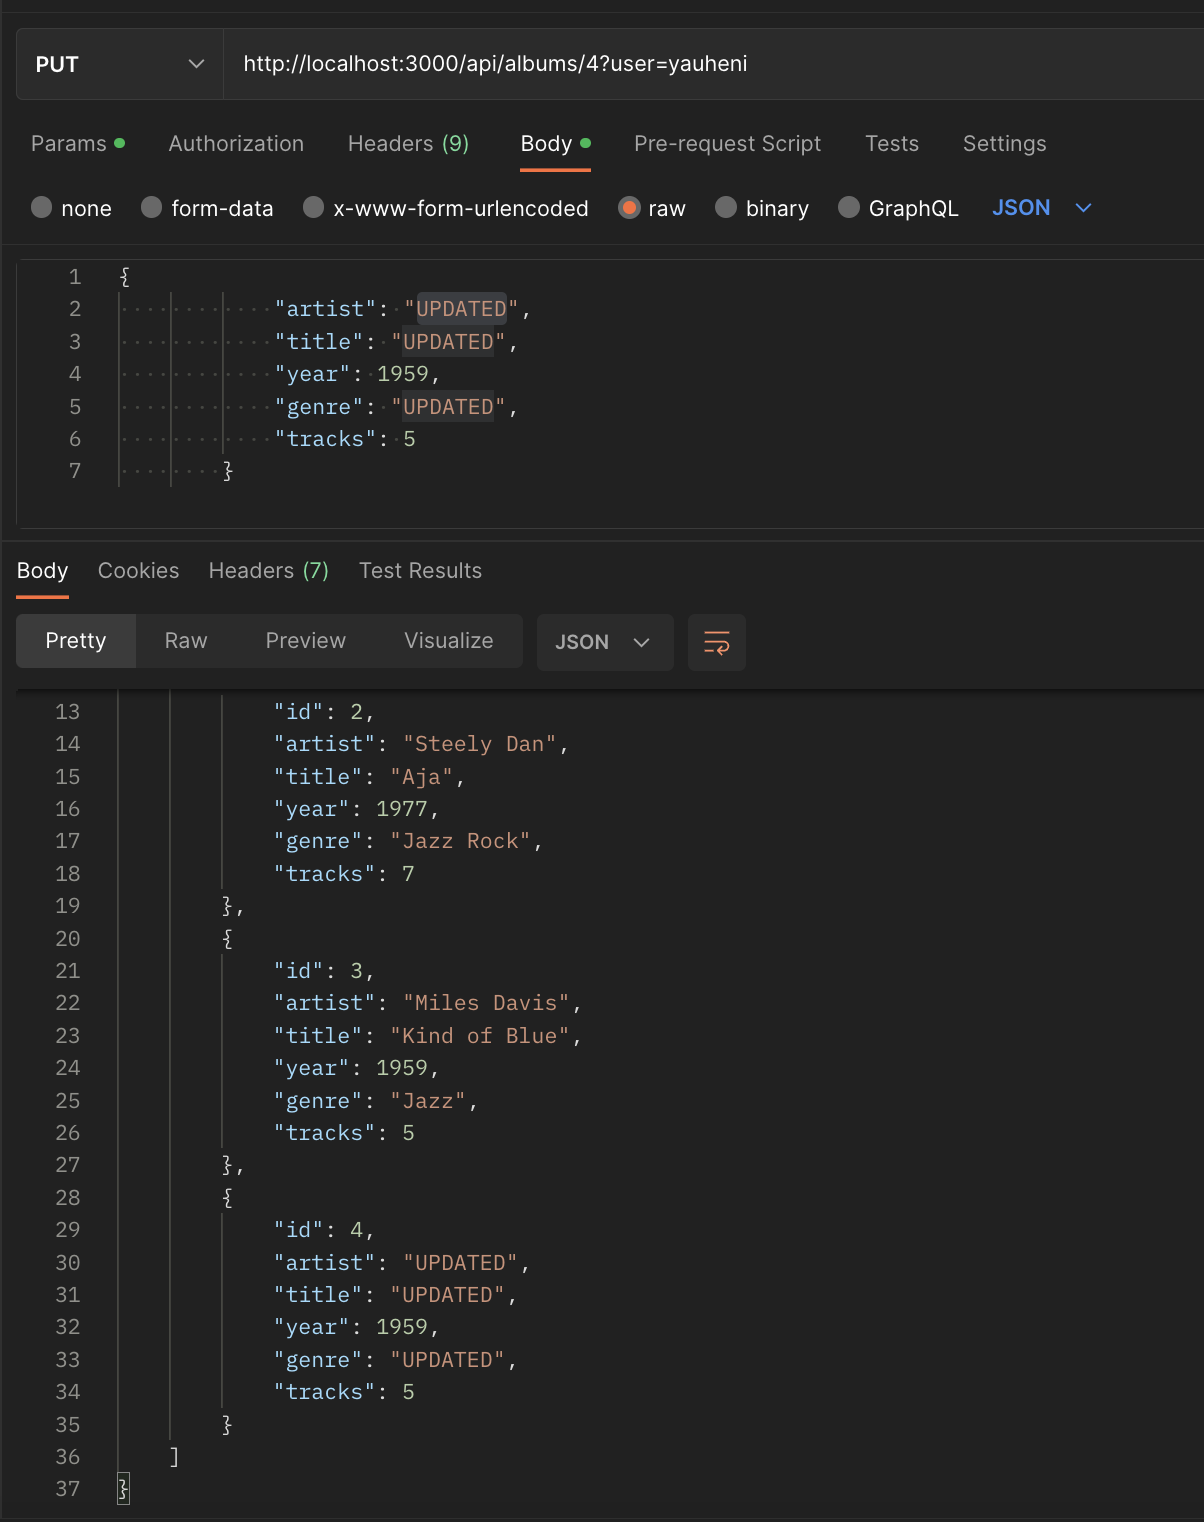 PUT http://localhost:3000/api/albums/4?user=yauheni
Params Authorization Headers (9) Body Pre-request Script Tests Settings
none form-data x-www-form-urlencoded raw binary GraphQL JSON
1 {
2 "artist": "UPDATED",
3 "title": "UPDATED",
4 "year": 1959,
5 "genre": "UPDATED",
6 "tracks": 5
7 }
Body Cookies Headers (7) Test Results
Pretty Raw Preview Visualize JSON
13 "id": 2,
14 "artist": "Steely Dan",
15 "title": "Aja",
16 "year": 1977,
17 "genre": "Jazz Rock",
18 "tracks": 7
19 },
20 {
21 "id": 3,
22 "artist": "Miles Davis",
23 "title": "Kind of Blue",
24 "year": 1959,
25 "genre": "Jazz",
26 "tracks": 5
27 },
28 {
29 "id": 4,
30 "artist": "UPDATED",
31 "title": "UPDATED",
32 "year": 1959,
33 "genre": "UPDATED",
34 "tracks": 5
35 }
36 ]
37 }